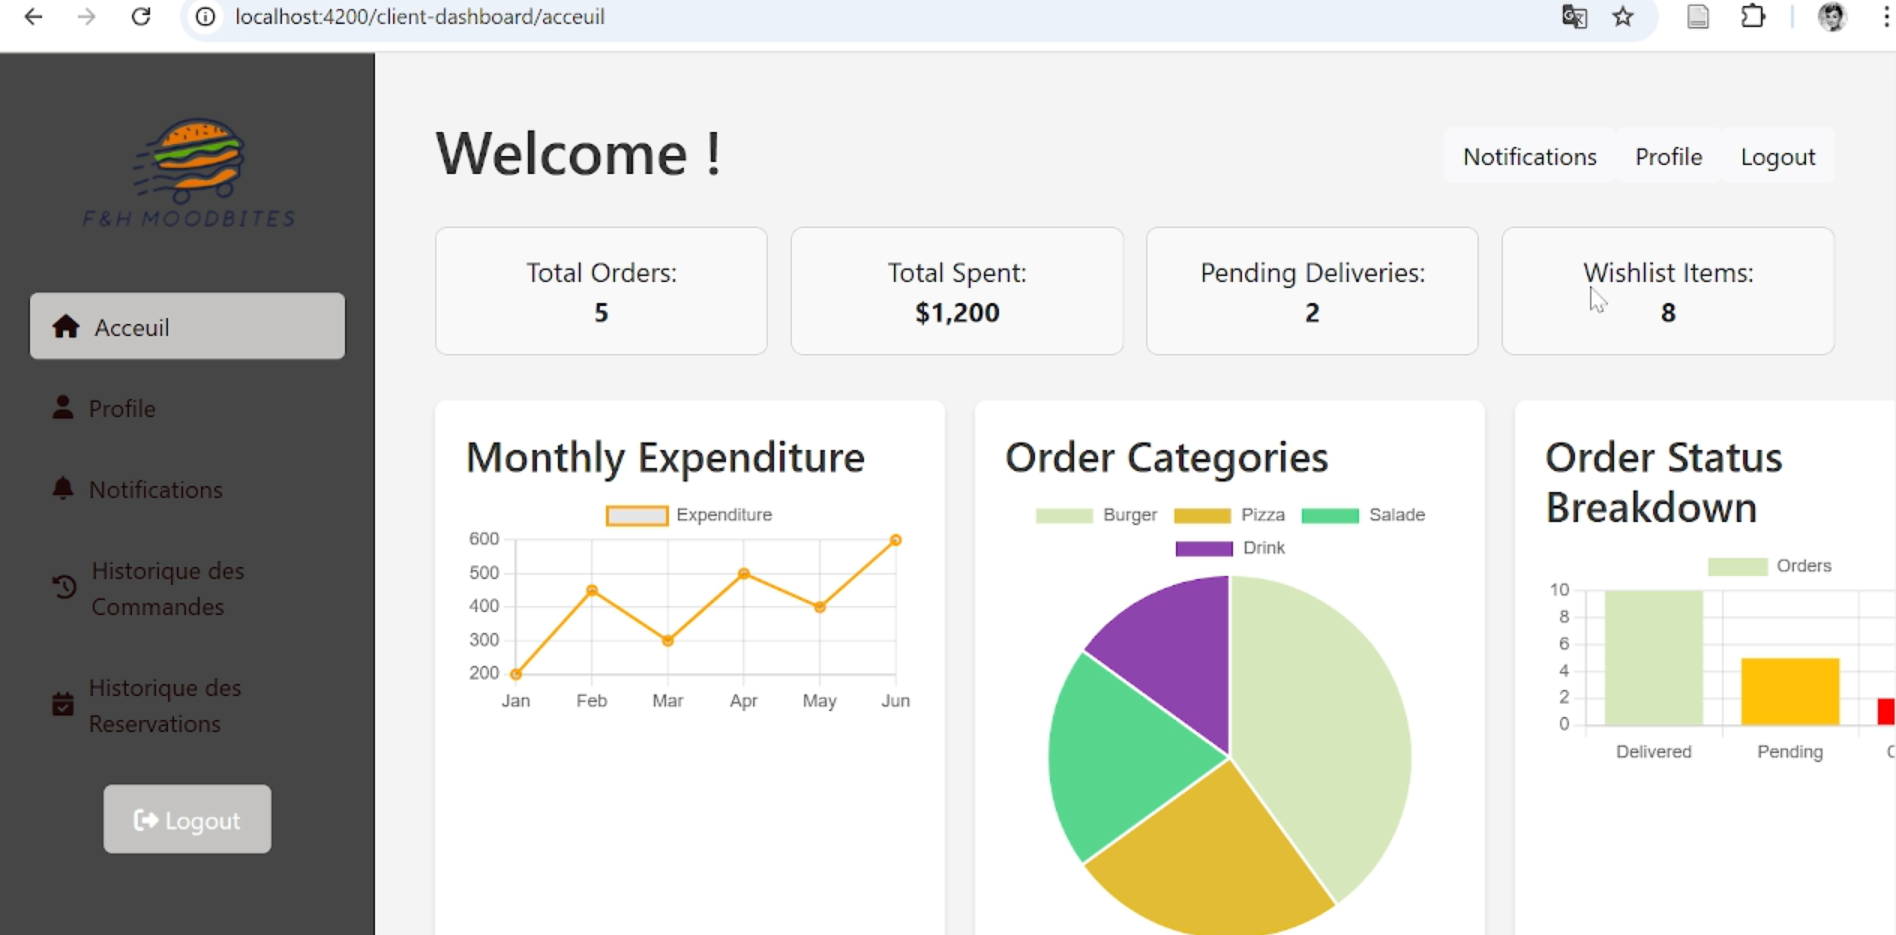 localhost:4200/client-dashboard/acceuil
F&H MOODBITES
Acceuil
Profile
Notifications
Historique des
Commandes
Historique des
Reservations
Logout
Welcome !
Notifications Profile Logout
Total Orders:
5
Total Spent:
$1,200
Pending Deliveries:
2
Wishlist Items:
8
Monthly Expenditure
Expenditure
600
500
400
300
200
Jan Feb Mar Apr May Jun
Order Categories
Burger Pizza Salade
Drink
Order Status
Breakdown
Orders
10
8
6
4
2
0
Delivered Pending